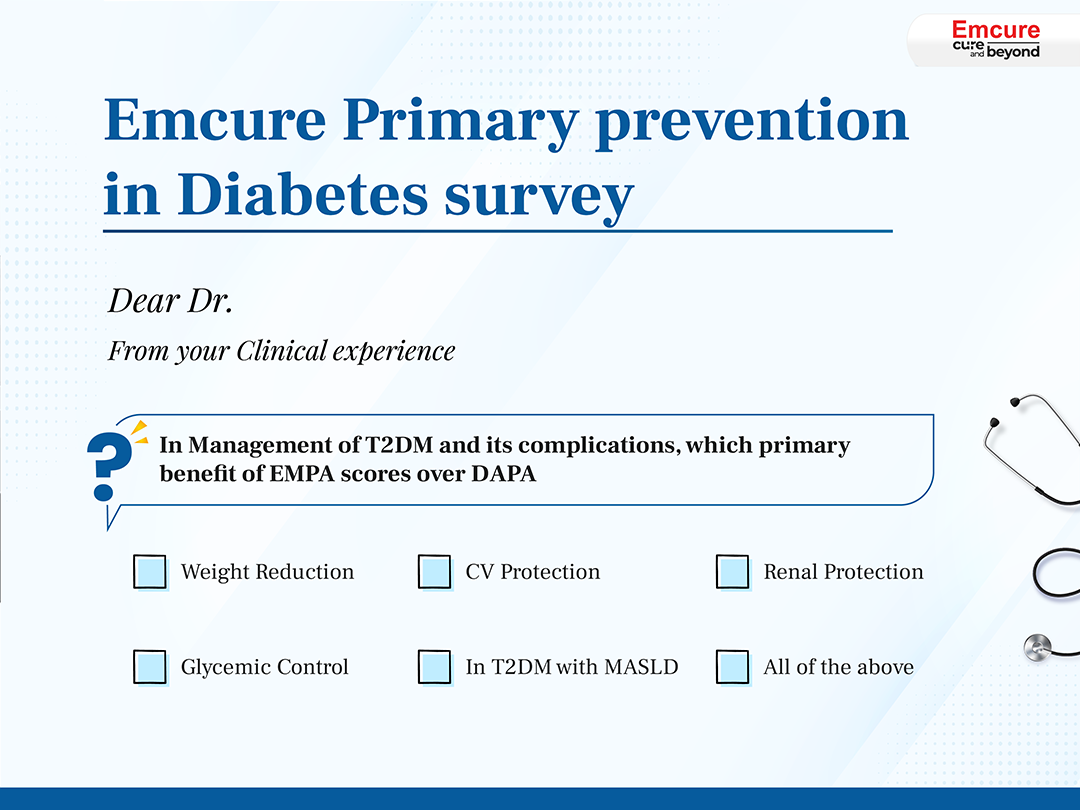 Emcure
cure
and beyond
Emcure Primary prevention
in Diabetes survey
Dear Dr.
From your Clinical experience
?
In Management of T2DM and its complications, which primary
benefit of EMPA scores over DAPA
Weight Reduction
CV Protection
Renal Protection
Glycemic Control
In T2DM with MASLD
All of the above